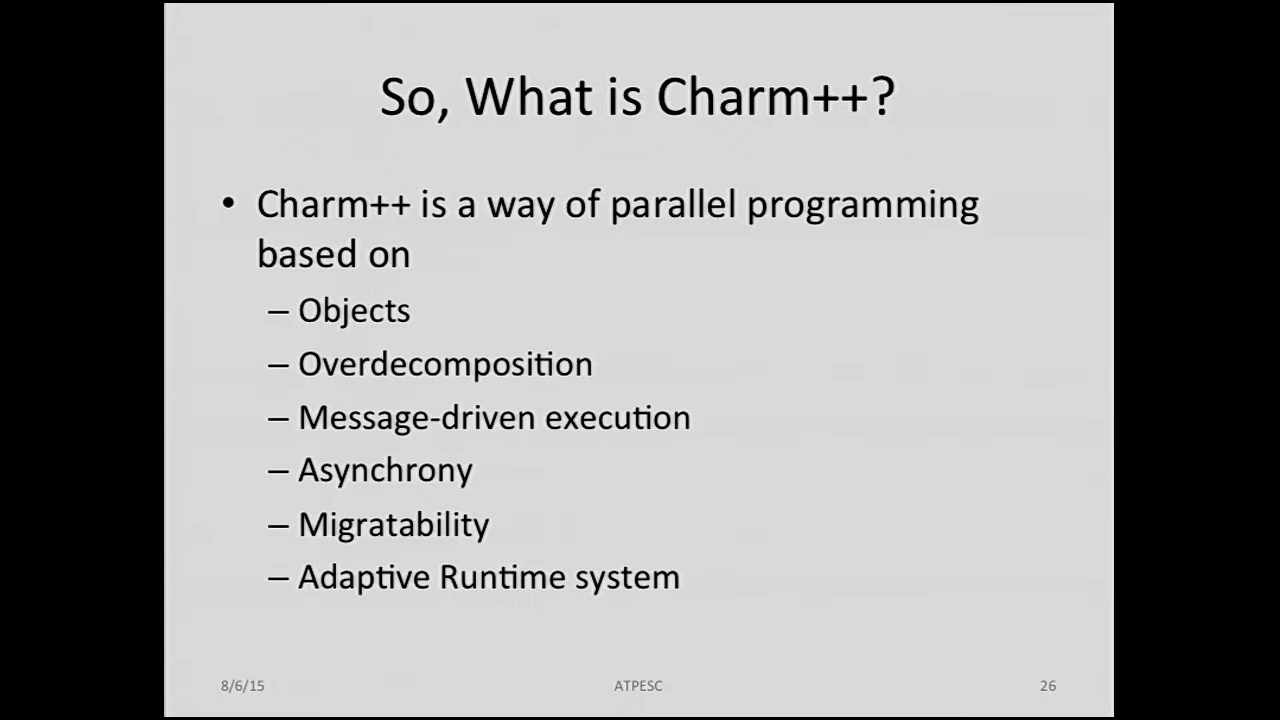 So, What is Charm++?
• Charm++ is a way of parallel programming
based on
– Objects
– Overdecomposition
– Message-driven execution
– Asynchrony
– Migratability
– Adaptive Runtime system
8/6/15 ATPESC 26